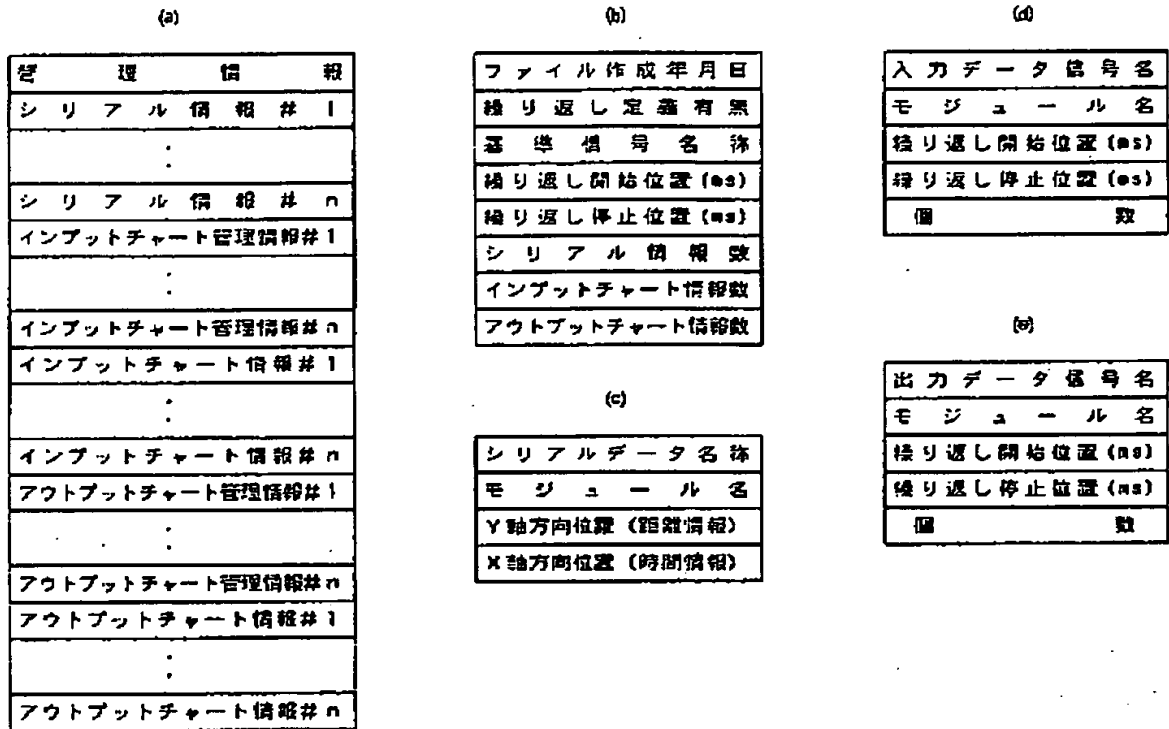 (a)
管理情報
シリアル情報#1
シリアル情報#n
インプットチャート管理情報#1
インプットチャート管理情報#n
インプットチャート情報#1
インプットチャート情報#n
アウトプットチャート管理情報#1
アウトプットチャート管理情報#n
アウトプットチャート情報#1
アウトプットチャート情報#n
(b)
ファイル作成年月日
繰り返し定義有無
基準信号名称
繰り返し開始位置(ms)
繰り返し停止位置(ms)
シリアル情報数
インプットチャート情報数
アウトプットチャート情報数
(c)
シリアルデータ名称
モジュール名
Y軸方向位置(距離情報)
X軸方向位置(時間情報)
(d)
入力データ信号名
モジュール名
繰り返し開始位置(ms)
繰り返し停止位置(ms)
個数
(e)
出力データ信号名
モジュール名
繰り返し開始位置(ms)
繰り返し停止位置(ms)
個数